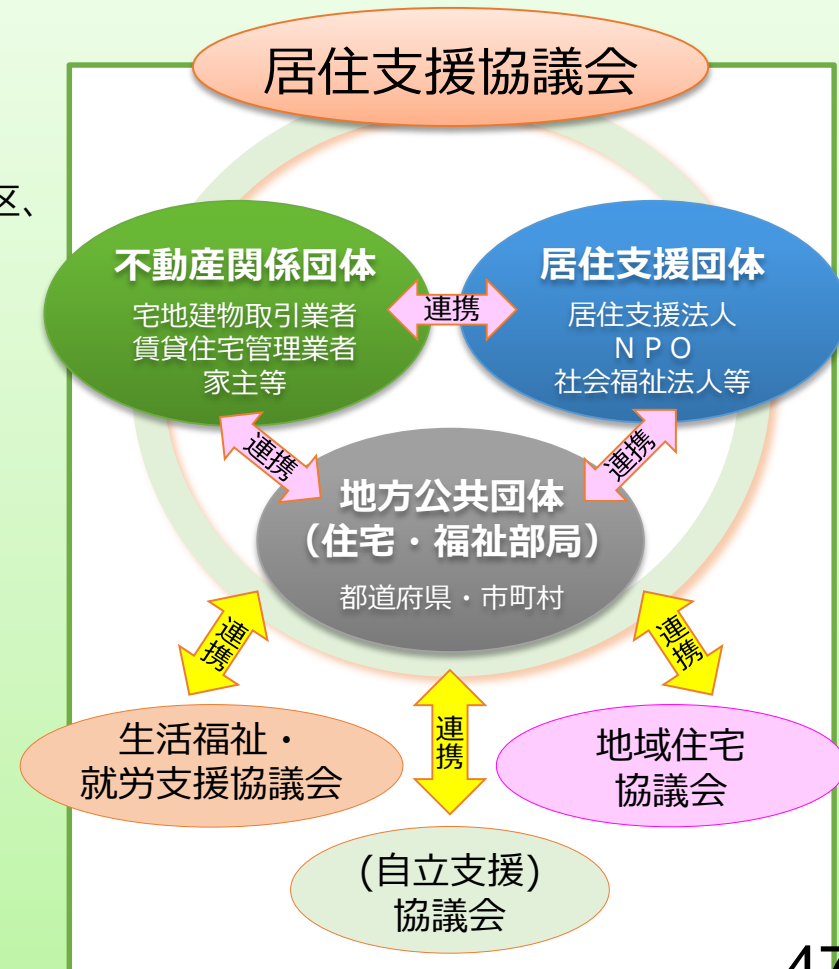 居住支援協議会
区、
不動産関係団体
宅地建物取引業者
賃貸住宅管理業者
家主等
連携
居住支援団体
居住支援法人
ＮＰＯ
社会福祉法人等
連携
連携
地方公共団体
（住宅・福祉部局）
都道府県・市町村
連携
連携
連携
生活福祉・
就労支援協議会
地域住宅
協議会
(自立支援)
協議会
47